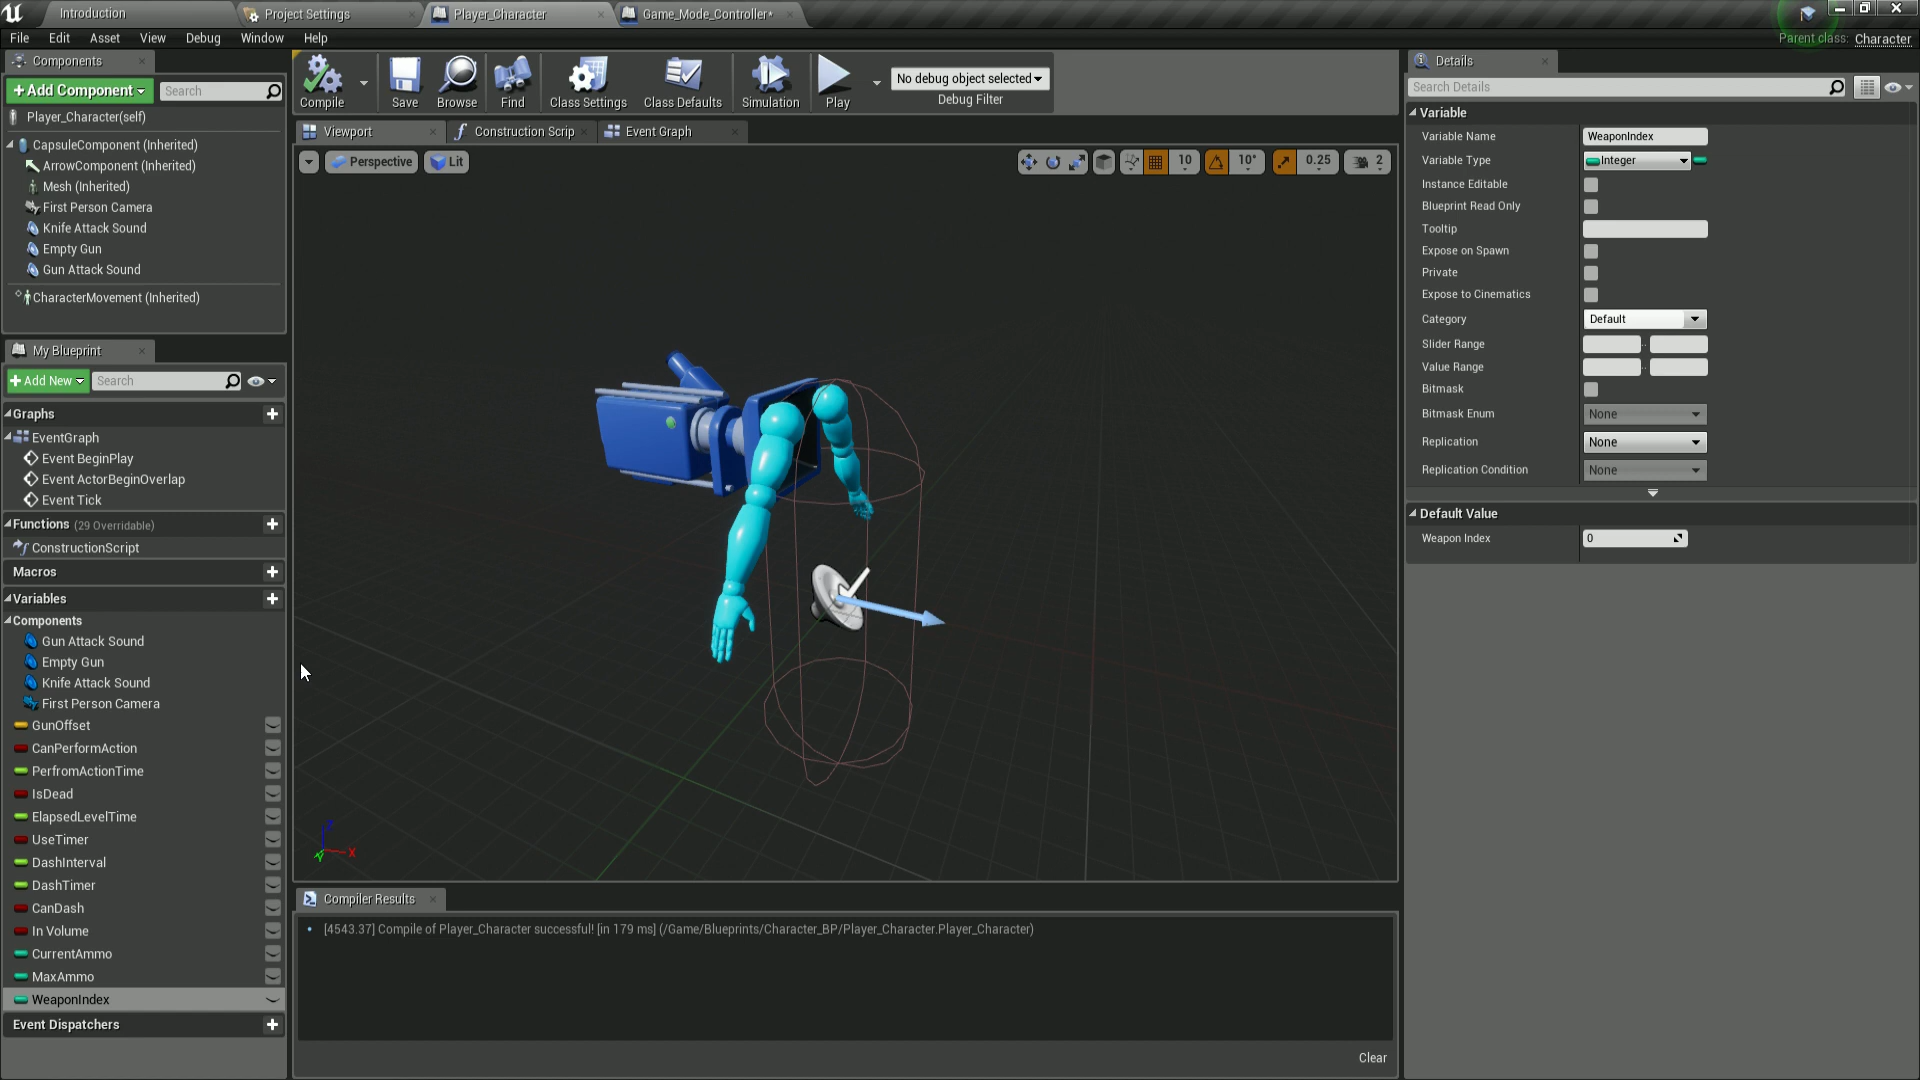 Introduction
Project Settings
Player_Character
Game_Mode_Controller*
File Edit Asset View Debug Window Help
Parent class: Character
Components
+Add Component
Search
Player_Character(self)
CapsuleComponent (Inherited)
ArrowComponent (Inherited)
Mesh (Inherited)
First Person Camera
Knife Attack Sound
Empty Gun
Gun Attack Sound
CharacterMovement (Inherited)
My Blueprint
+Add New
Search
Graphs
EventGraph
Event BeginPlay
Event ActorBeginOverlap
Event Tick
Functions (29 Overridable)
ConstructionScript
Macros
Variables
Components
Gun Attack Sound
Empty Gun
Knife Attack Sound
First Person Camera
GunOffset
CanPerformAction
PerfromActionTime
IsDead
ElapsedLevelTime
UseTimer
DashInterval
DashTimer
CanDash
In Volume
CurrentAmmo
MaxAmmo
WeaponIndex
Event Dispatchers
Compile Save Browse Find Class Settings Class Defaults Simulation Play
No debug object selected
Debug Filter
Viewport
Construction Scrip
Event Graph
Perspective
Lit
10
10°
0.25
2
Z
X
Y
Compiler Results
[4543.37] Compile of Player_Character successful! [in 179 ms] (/Game/Blueprints/Character_BP/Player_Character.Player_Character)
Clear
Details
Search Details
Variable
Variable Name WeaponIndex
Variable Type Integer
Instance Editable
Blueprint Read Only
Tooltip
Expose on Spawn
Private
Expose to Cinematics
Category Default
Slider Range
Value Range
Bitmask
Bitmask Enum None
Replication None
Replication Condition None
Default Value
Weapon Index 0